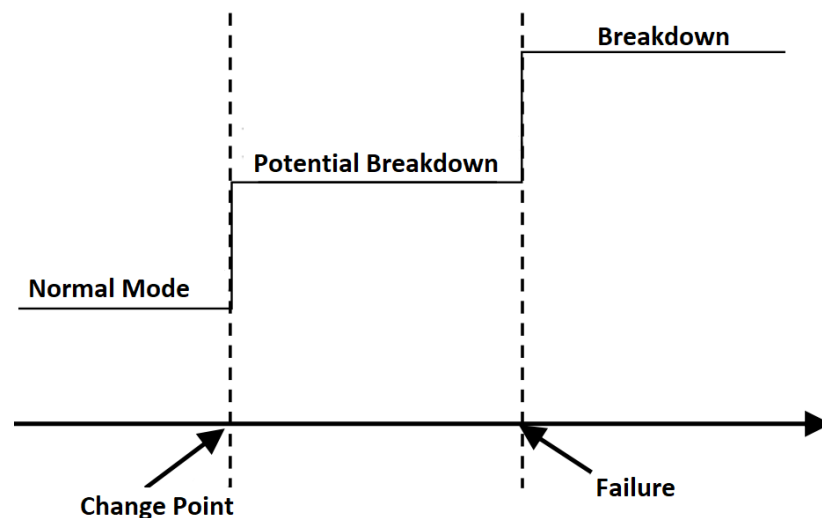 Breakdown
Potential Breakdown
Normal Mode
Change Point
Failure